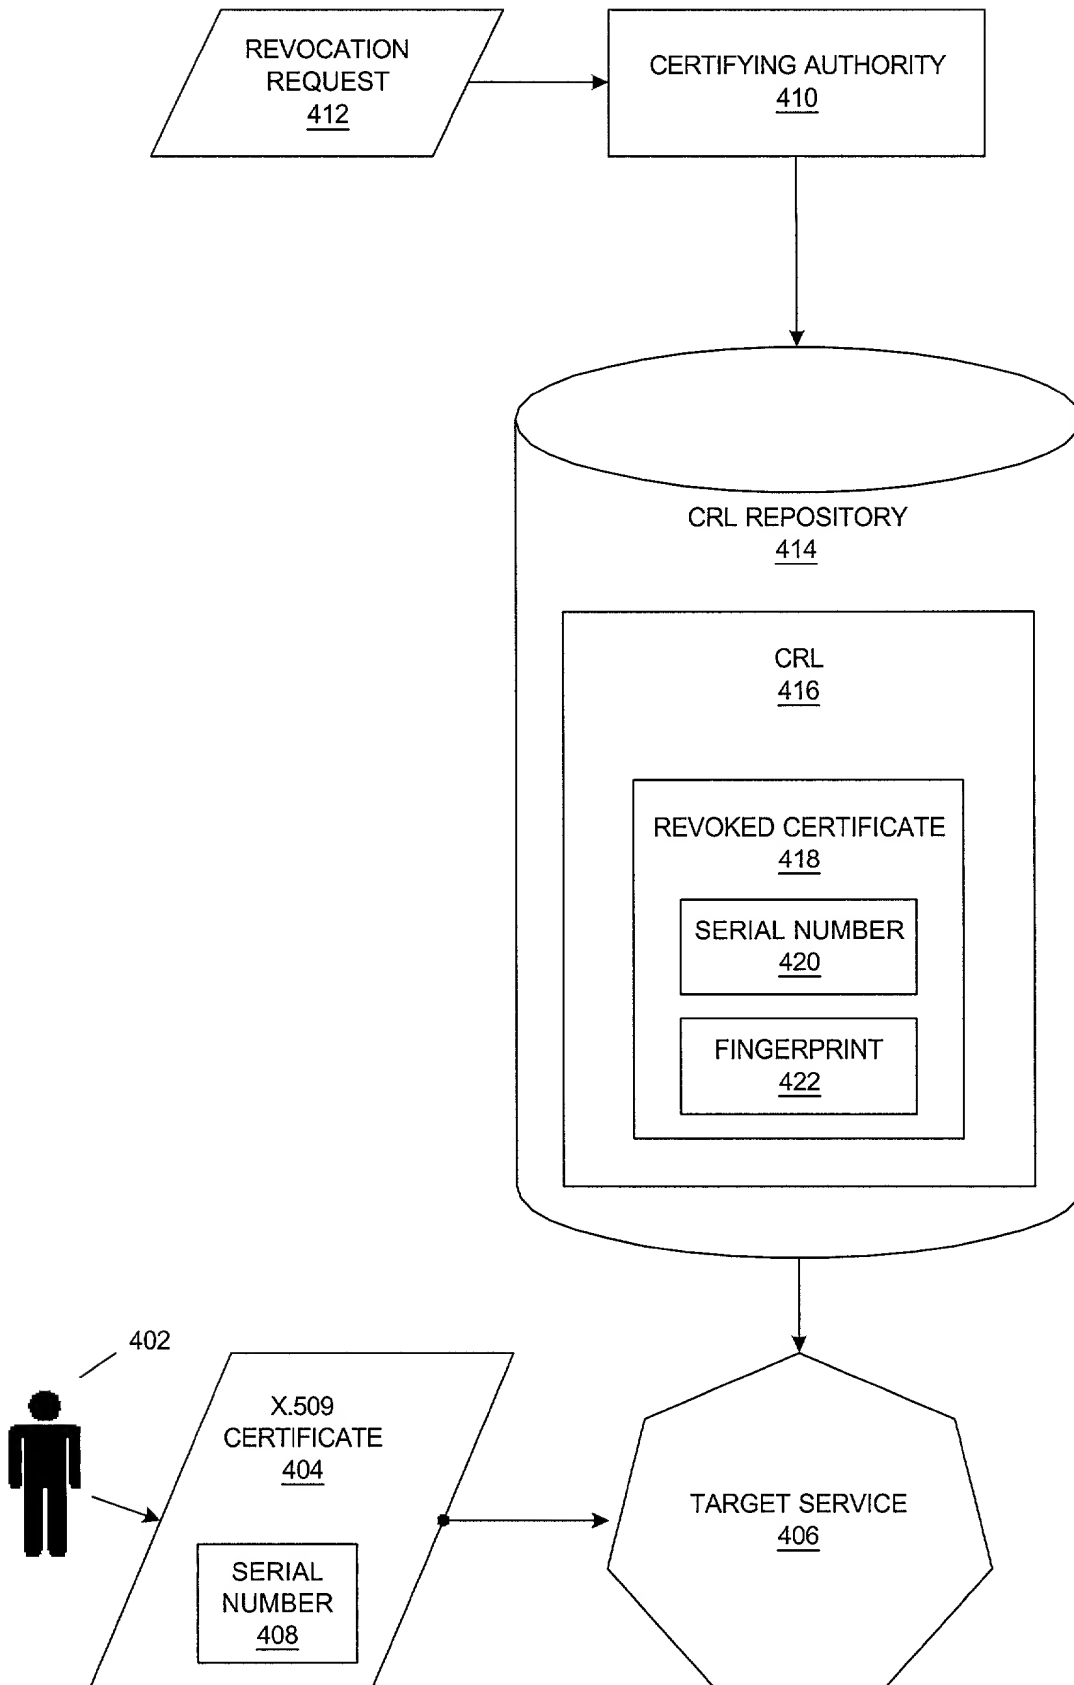 REVOCATION
REQUEST
412
CERTIFYING AUTHORITY
410
CRL REPOSITORY
414
CRL
416
REVOKED CERTIFICATE
418
SERIAL NUMBER
420
FINGERPRINT
422
402
X.509
CERTIFICATE
404
SERIAL
NUMBER
408
TARGET SERVICE
406